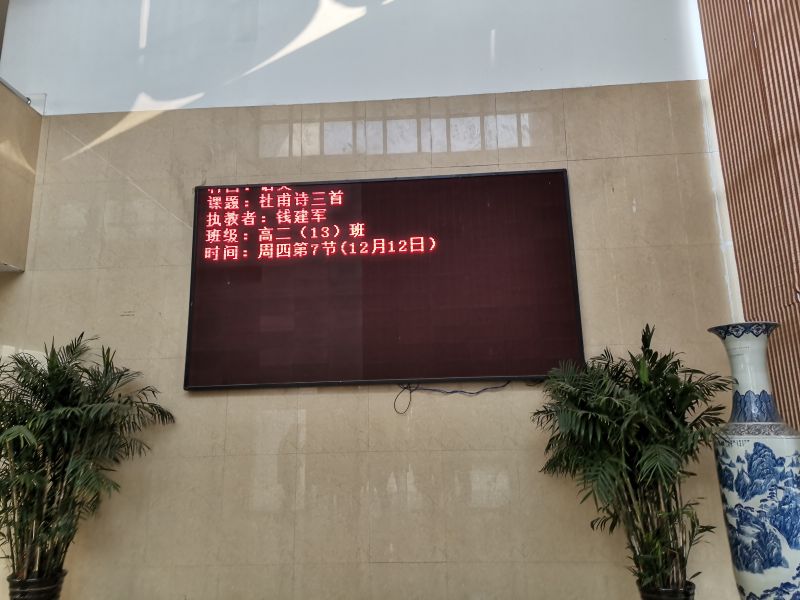 课题：杜甫诗三首
执教者：钱建军
班级：高二（13）班
时间：周四第7节(12月12日)